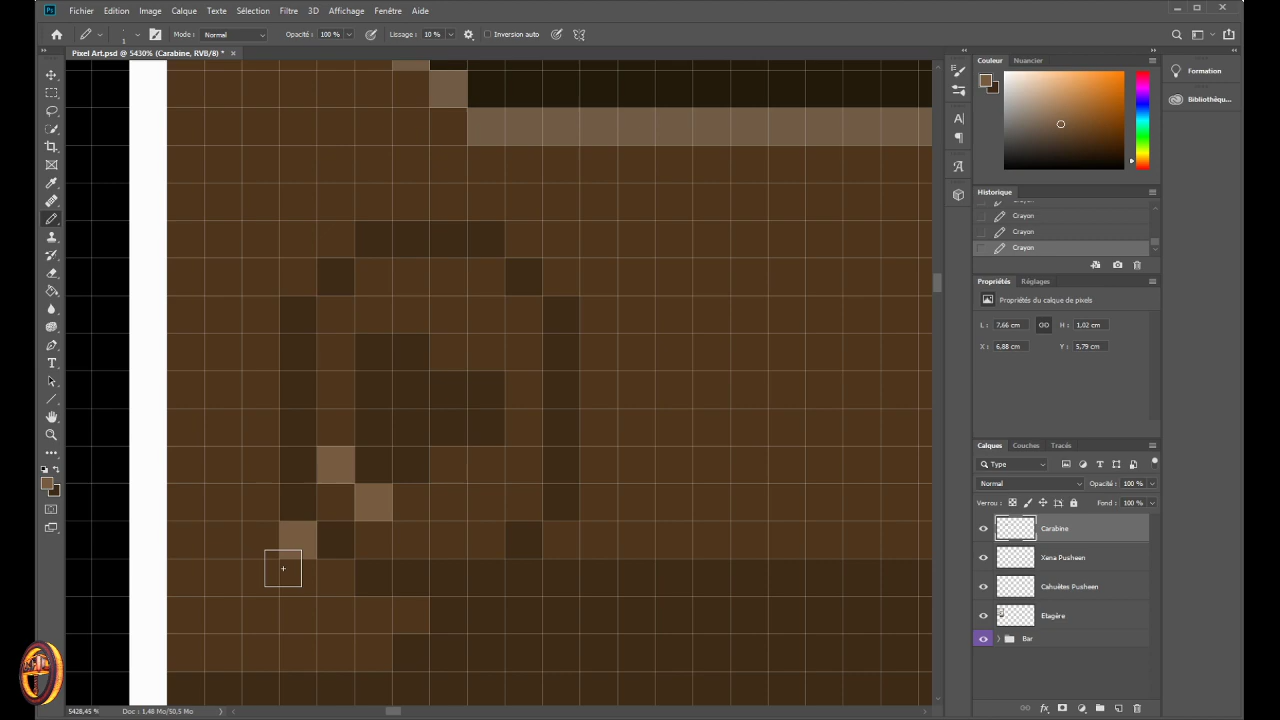 Ps Fichier Edition Image Calque Texte Sélection Filtre 3D Affichage Fenêtre Aide
1 Mode : Normal Opacité : 100 % Lissage : 10 % Inversion auto
Pixel Art.psd @ 5430% (Carabine, RVB/8) * ×
Couleur Nuancier
Formation
Bibliothèqu...
Historique
Crayon
Crayon
Crayon
Propriétés Réglages
Propriétés du calque de pixels
L : 7,66 cm H : 1,02 cm
X : 6,88 cm Y : 5,79 cm
Calques Couches Tracés
Type
Normal Opacité : 100 %
Verrou : Fond : 100 %
Carabine
Xena Pusheen
Cahuètes Pusheen
Etagère
Bar
5428,45 % Doc : 1,48 Mo/50,5 Mo